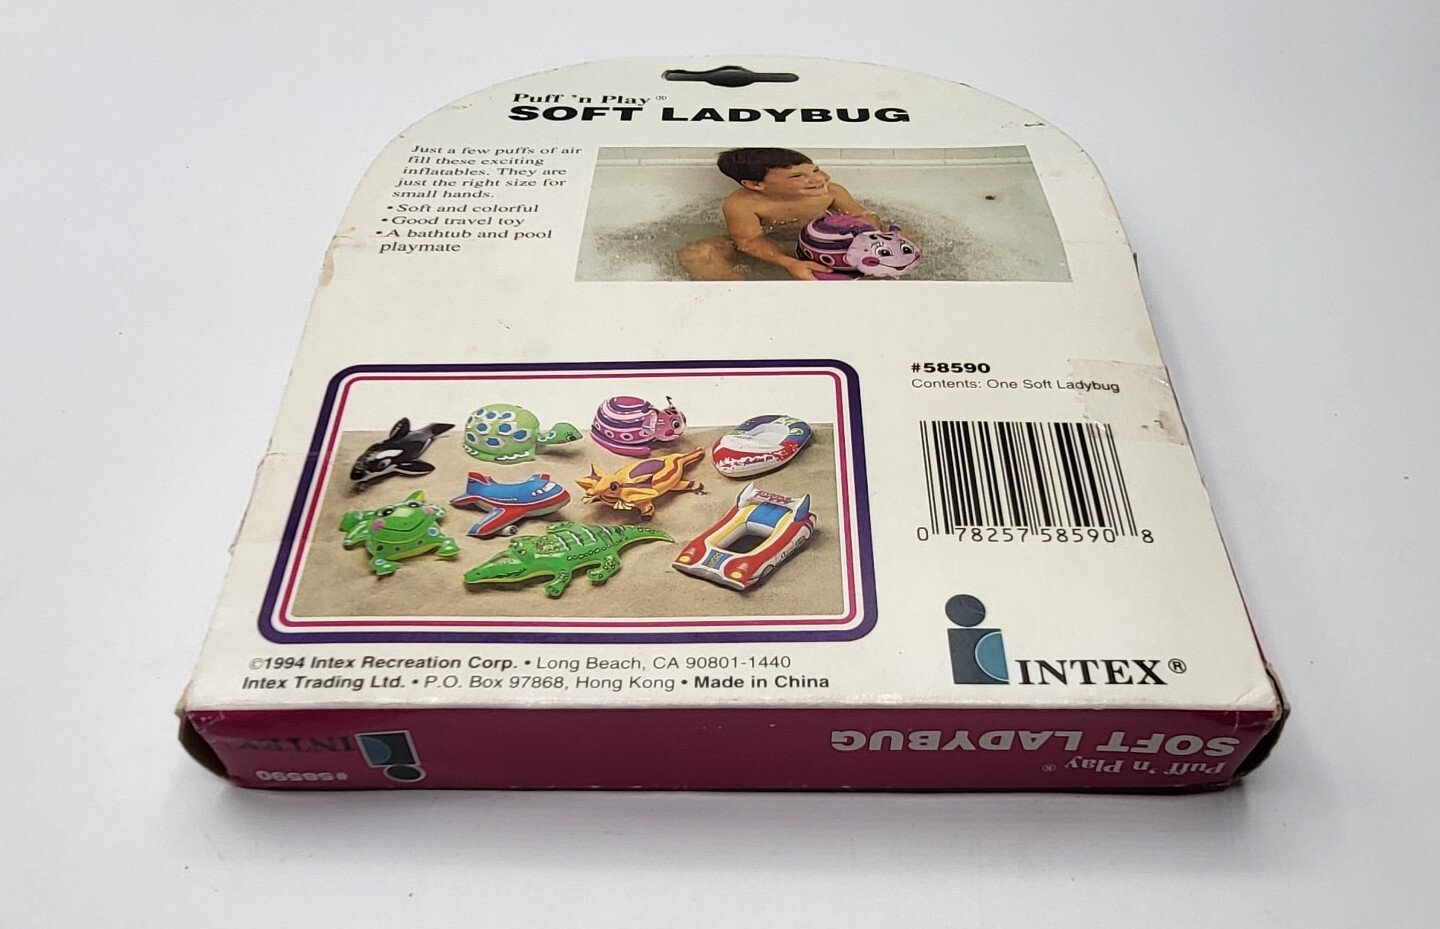 Puff 'n Play ®
SOFT LADYBUG
Just a few puffs of air
fill these exciting
inflatables. They are
just the right size for
small hands.
• Soft and colorful
• Good travel toy
• A bathtub and pool
playmate
#58590
Contents: One Soft Ladybug
0 78257 58590 8
INTEX®
©1994 Intex Recreation Corp. • Long Beach, CA 90801-1440
Intex Trading Ltd. • P.O. Box 97868, Hong Kong • Made in China
Puff 'n Play ®
SOFT LADYBUG
INTEX
#58590